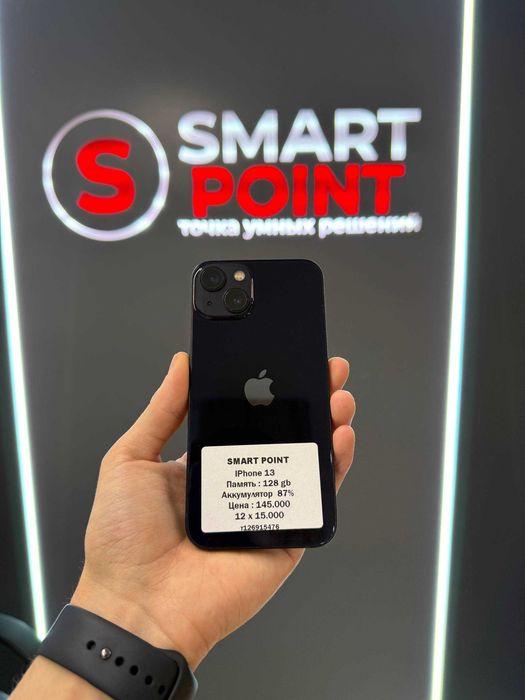 S
SMART
POINT
точка умных решений
SMART POINT
IPhone 13
Память : 128 gb
Аккумулятор 87%
Цена : 145.000
12 x 15.000
т126915476